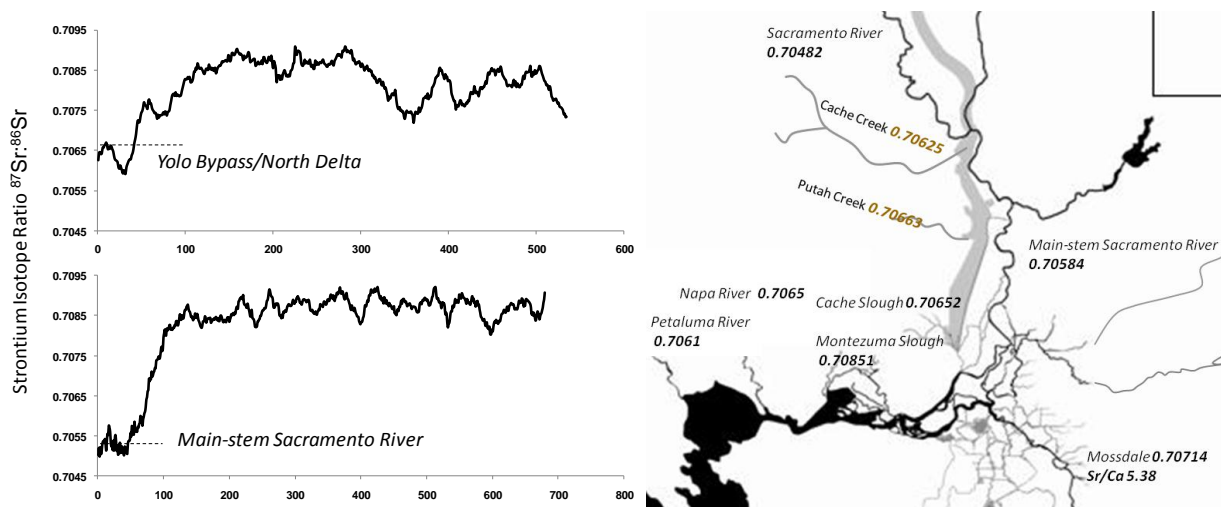 Strontium Isotope Ratio ⁸⁷Sr:⁸⁶Sr
0.7095
0.7085
0.7075
0.7065
0.7055
0.7045
Yolo Bypass/North Delta
0 100 200 300 400 500 600
0.7095
0.7085
0.7075
0.7065
0.7055
0.7045
Main-stem Sacramento River
0 100 200 300 400 500 600 700 800
Sacramento River
0.70482
Cache Creek 0.70625
Putah Creek 0.70663
Main-stem Sacramento River
0.70584
Napa River 0.7065
Cache Slough 0.70652
Petaluma River
0.7061
Montezuma Slough
0.70851
Mossdale 0.70714
Sr/Ca 5.38